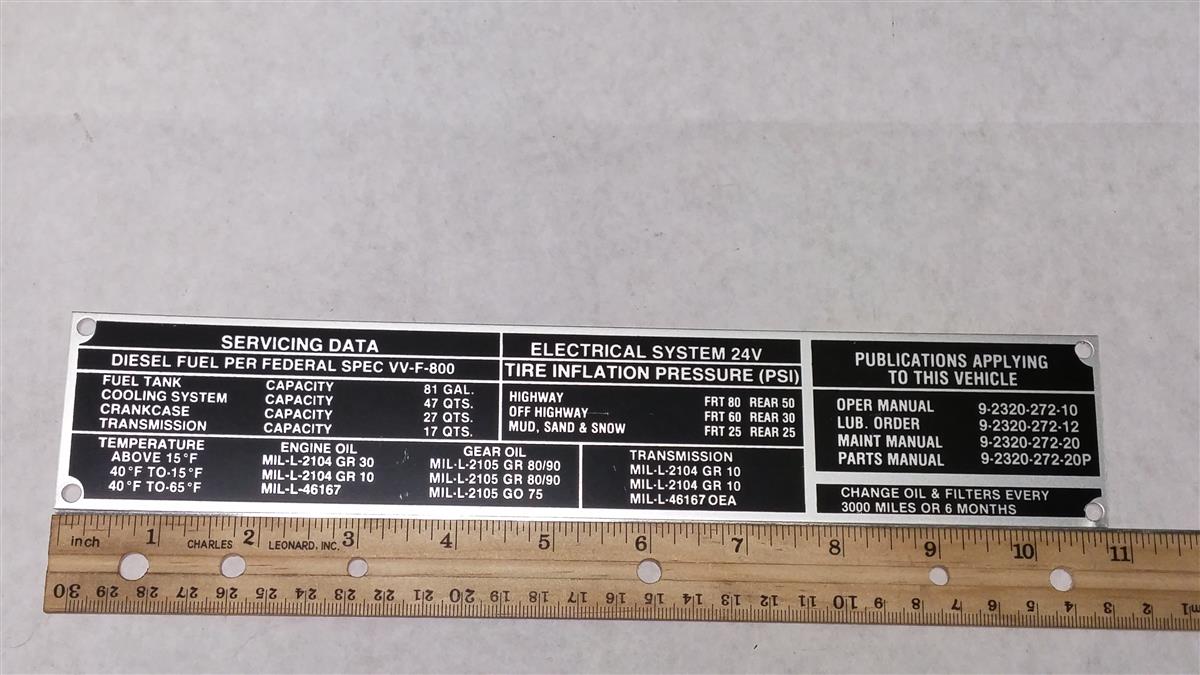 SERVICING DATA
DIESEL FUEL PER FEDERAL SPEC VV-F-800
FUEL TANK CAPACITY 81 GAL.
COOLING SYSTEM CAPACITY 47 QTS.
CRANKCASE CAPACITY 27 QTS.
TRANSMISSION CAPACITY 17 QTS.
ELECTRICAL SYSTEM 24V
TIRE INFLATION PRESSURE (PSI)
HIGHWAY FRT 80 REAR 50
OFF HIGHWAY FRT 60 REAR 30
MUD, SAND & SNOW FRT 25 REAR 25
TEMPERATURE ENGINE OIL GEAR OIL TRANSMISSION
ABOVE 15°F MIL-L-2104 GR 30 MIL-L-2105 GR 80/90 MIL-L-2104 GR 10
40°F TO-15°F MIL-L-2104 GR 10 MIL-L-2105 GR 80/90 MIL-L-2104 GR 10
40°F TO-65°F MIL-L-46167 MIL-L-2105 GO 75 MIL-L-46167 OEA
PUBLICATIONS APPLYING
TO THIS VEHICLE
OPER MANUAL 9-2320-272-10
LUB. ORDER 9-2320-272-12
MAINT MANUAL 9-2320-272-20
PARTS MANUAL 9-2320-272-20P
CHANGE OIL & FILTERS EVERY
3000 MILES OR 6 MONTHS
inch 1 CHARLES 2 LEONARD, INC. 3 4 5 6 7 8 9 10 11
30 29 28 27 26 25 24 23 22 21 20 19 18 17 16 15 14 13 12 11 10 9 8 7 6 5 4 3 2 1m